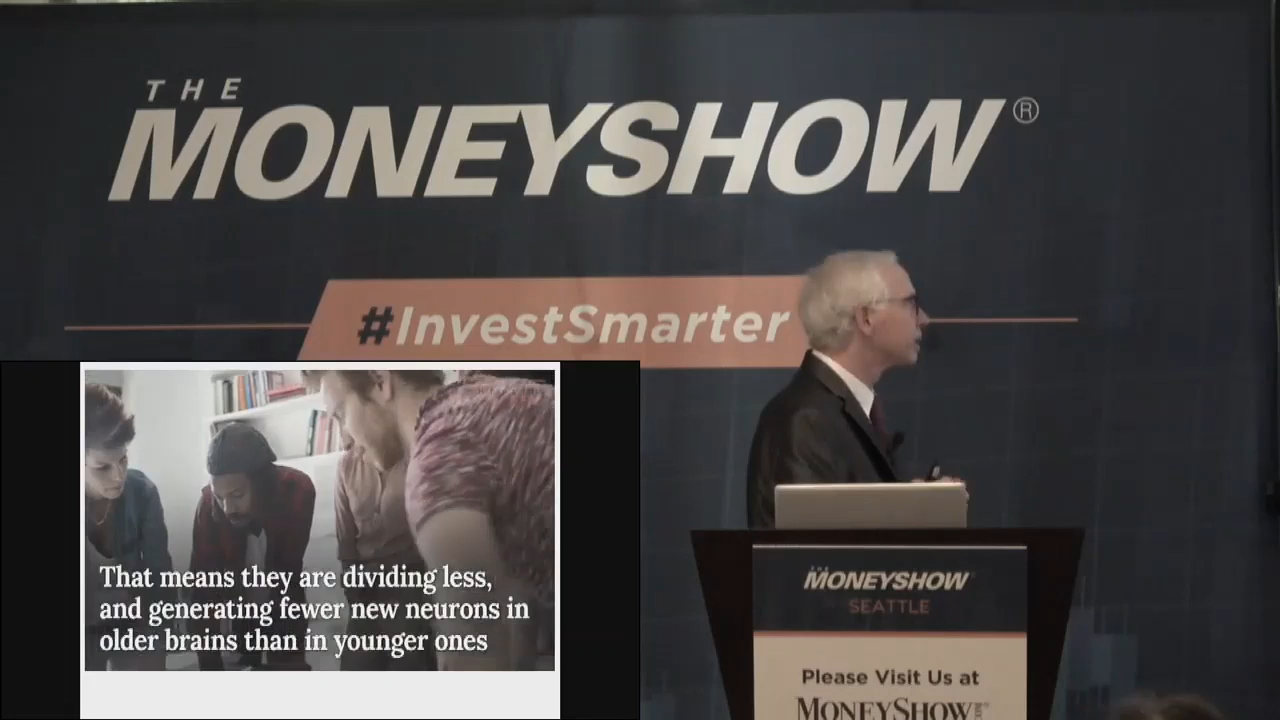 THE
MONEYSHOW®
#InvestSmarter
That means they are dividing less,
and generating fewer new neurons in
older brains than in younger ones
THE
MONEYSHOW
SEATTLE
Please Visit Us at
MONEYSHOW